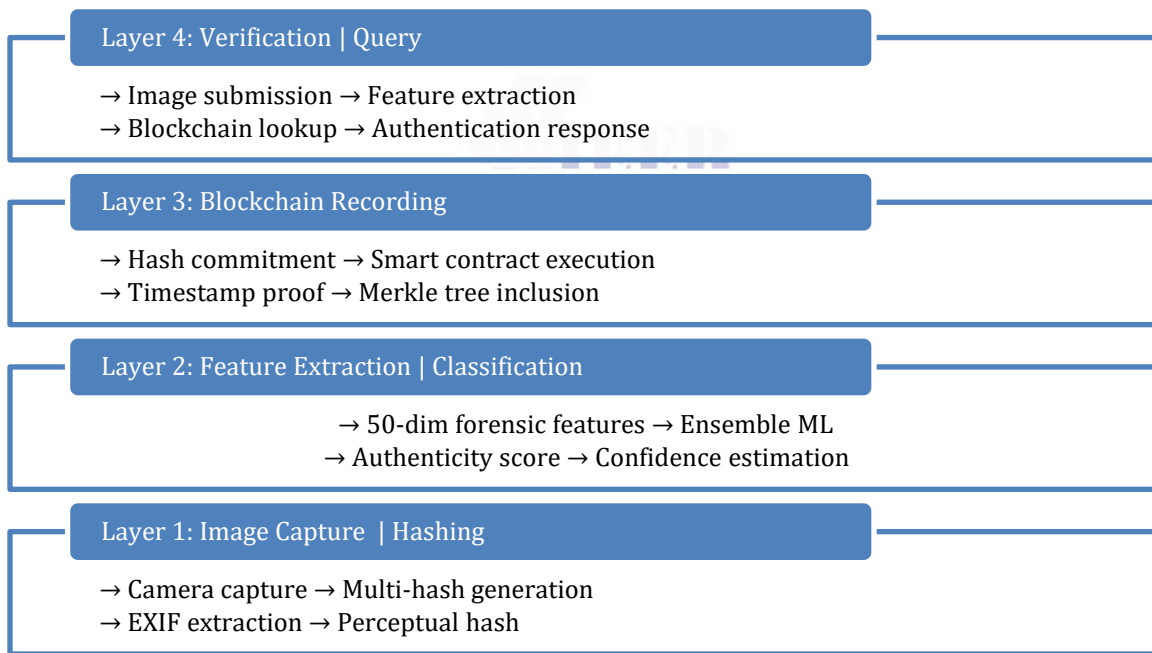 Layer 4: Verification | Query
→ Image submission → Feature extraction
→ Blockchain lookup → Authentication response
Layer 3: Blockchain Recording
→ Hash commitment → Smart contract execution
→ Timestamp proof → Merkle tree inclusion
Layer 2: Feature Extraction | Classification
→ 50-dim forensic features → Ensemble ML
→ Authenticity score → Confidence estimation
Layer 1: Image Capture | Hashing
→ Camera capture → Multi-hash generation
→ EXIF extraction → Perceptual hash